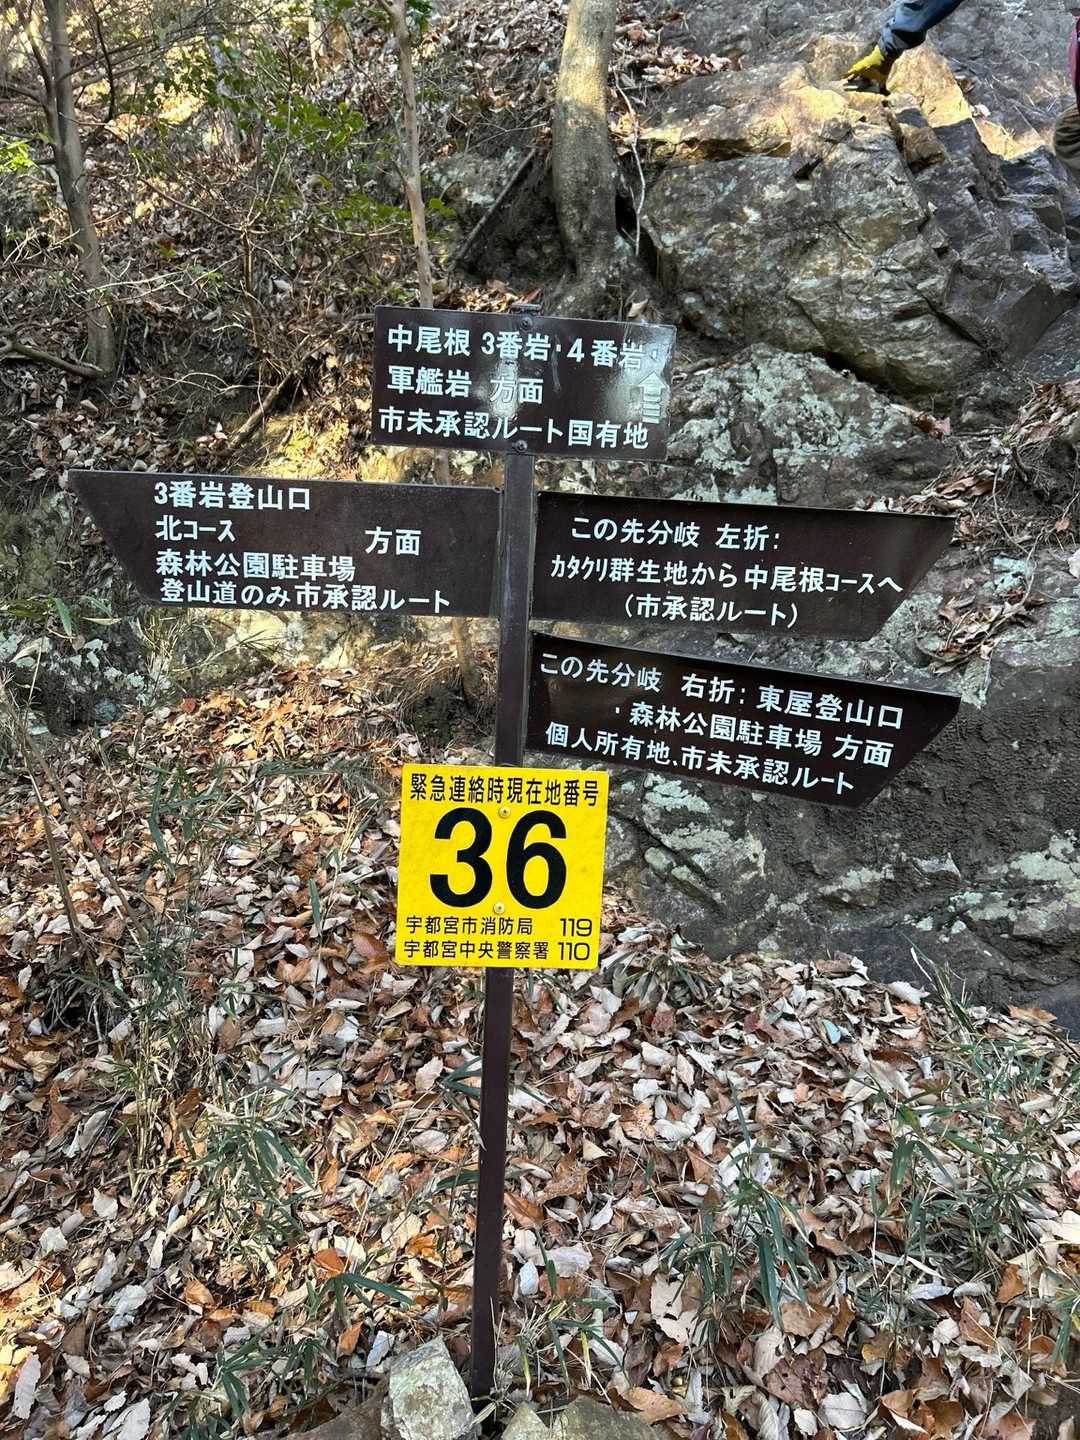 中尾根 3番岩・4番岩・
軍艦岩 方面
市未承認ルート国有地
3番岩登山口
北コース 方面
森林公園駐車場
登山道のみ市承認ルート
この先分岐 左折:
カタクリ群生地から中尾根コースへ
(市承認ルート)
この先分岐 右折:東屋登山口
・森林公園駐車場 方面
個人所有地、市未承認ルート
緊急連絡時現在地番号
36
宇都宮市消防局 119
宇都宮中央警察署 110